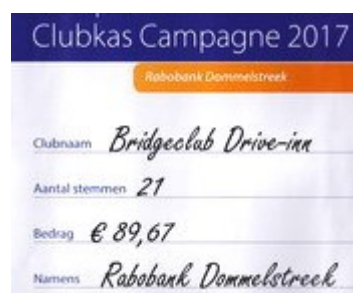 Clubkas Campagne 2017
Rabobank Dommelstreek
Clubnaam Bridgeclub Drive-inn
Aantal stemmen 21
Bedrag € 89,67
Namens Rabobank Dommelstreek